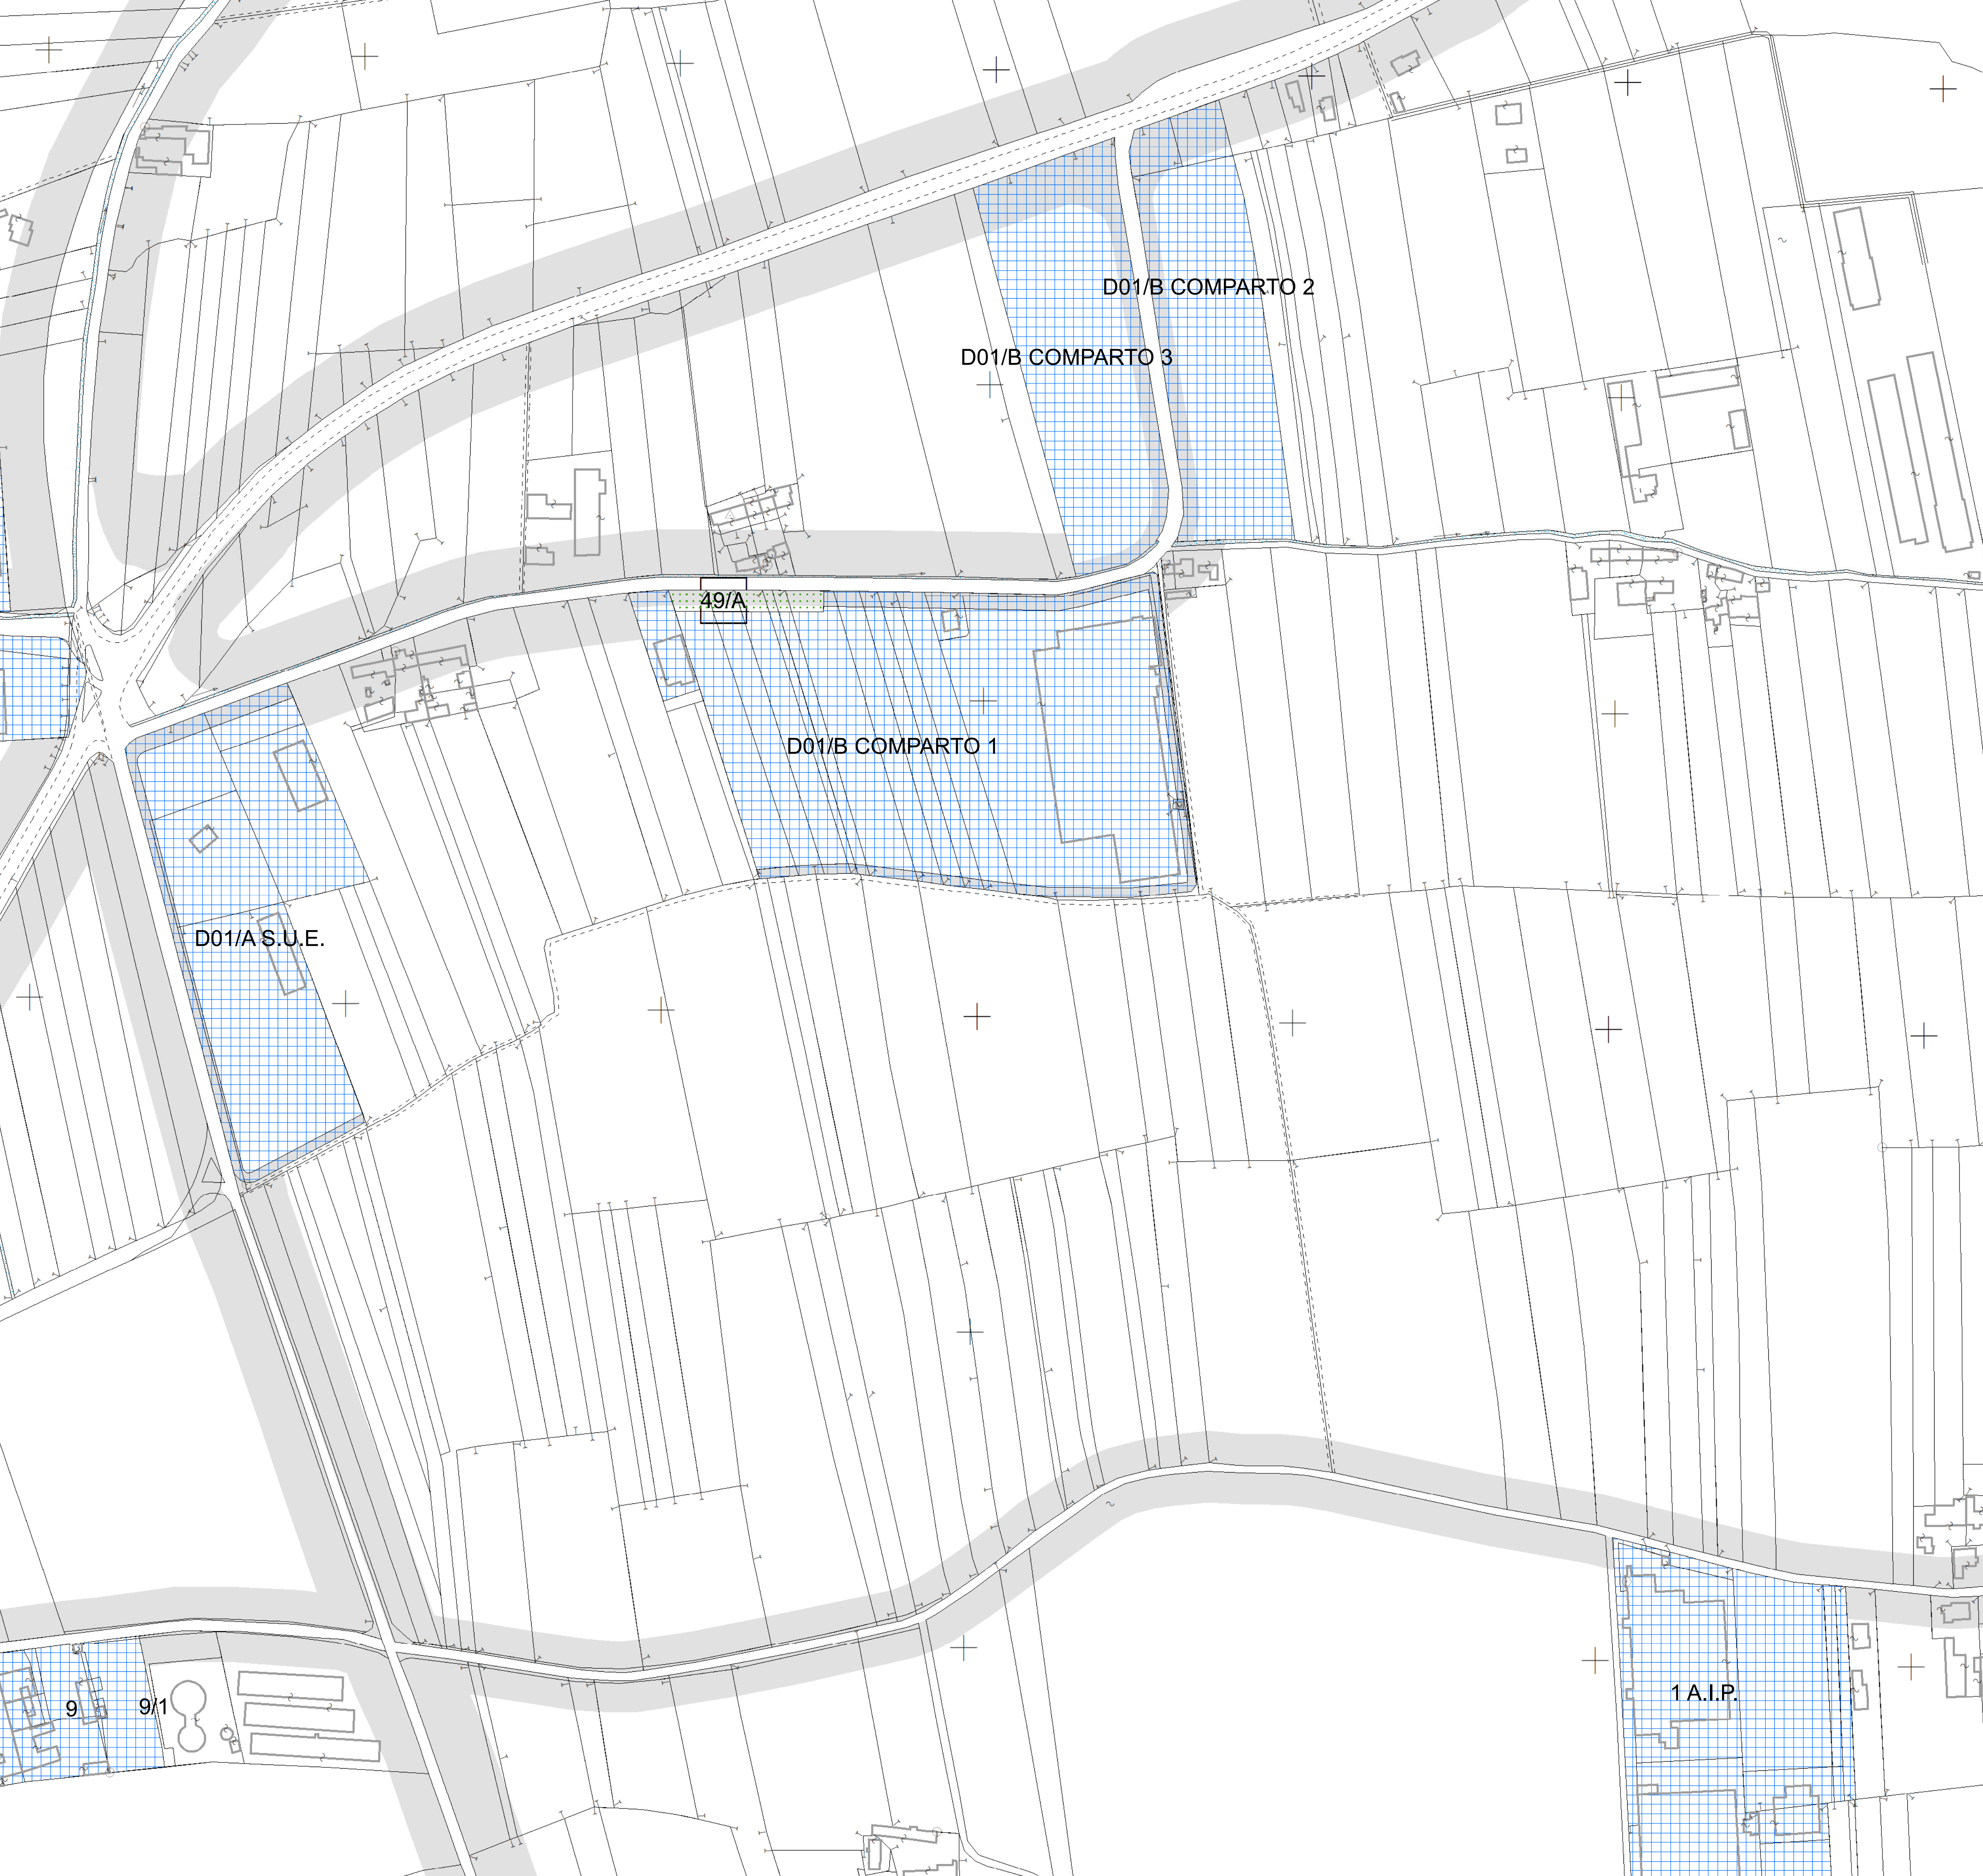 D01/B COMPARTO 2
D01/B COMPARTO 3
49/A
D01/B COMPARTO 1
D01/A S.U.E.
1 A.I.P.
9
9/1